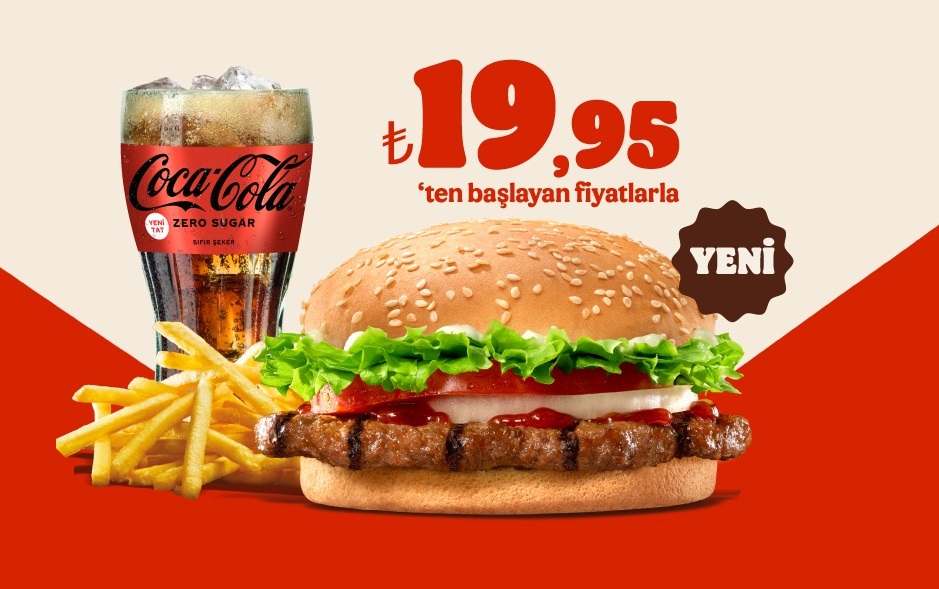 ₺19,95
‘ten başlayan fiyatlarla
YENİ
Coca-Cola
ZERO SUGAR
YENİ
TAT
SIFIR ŞEKER